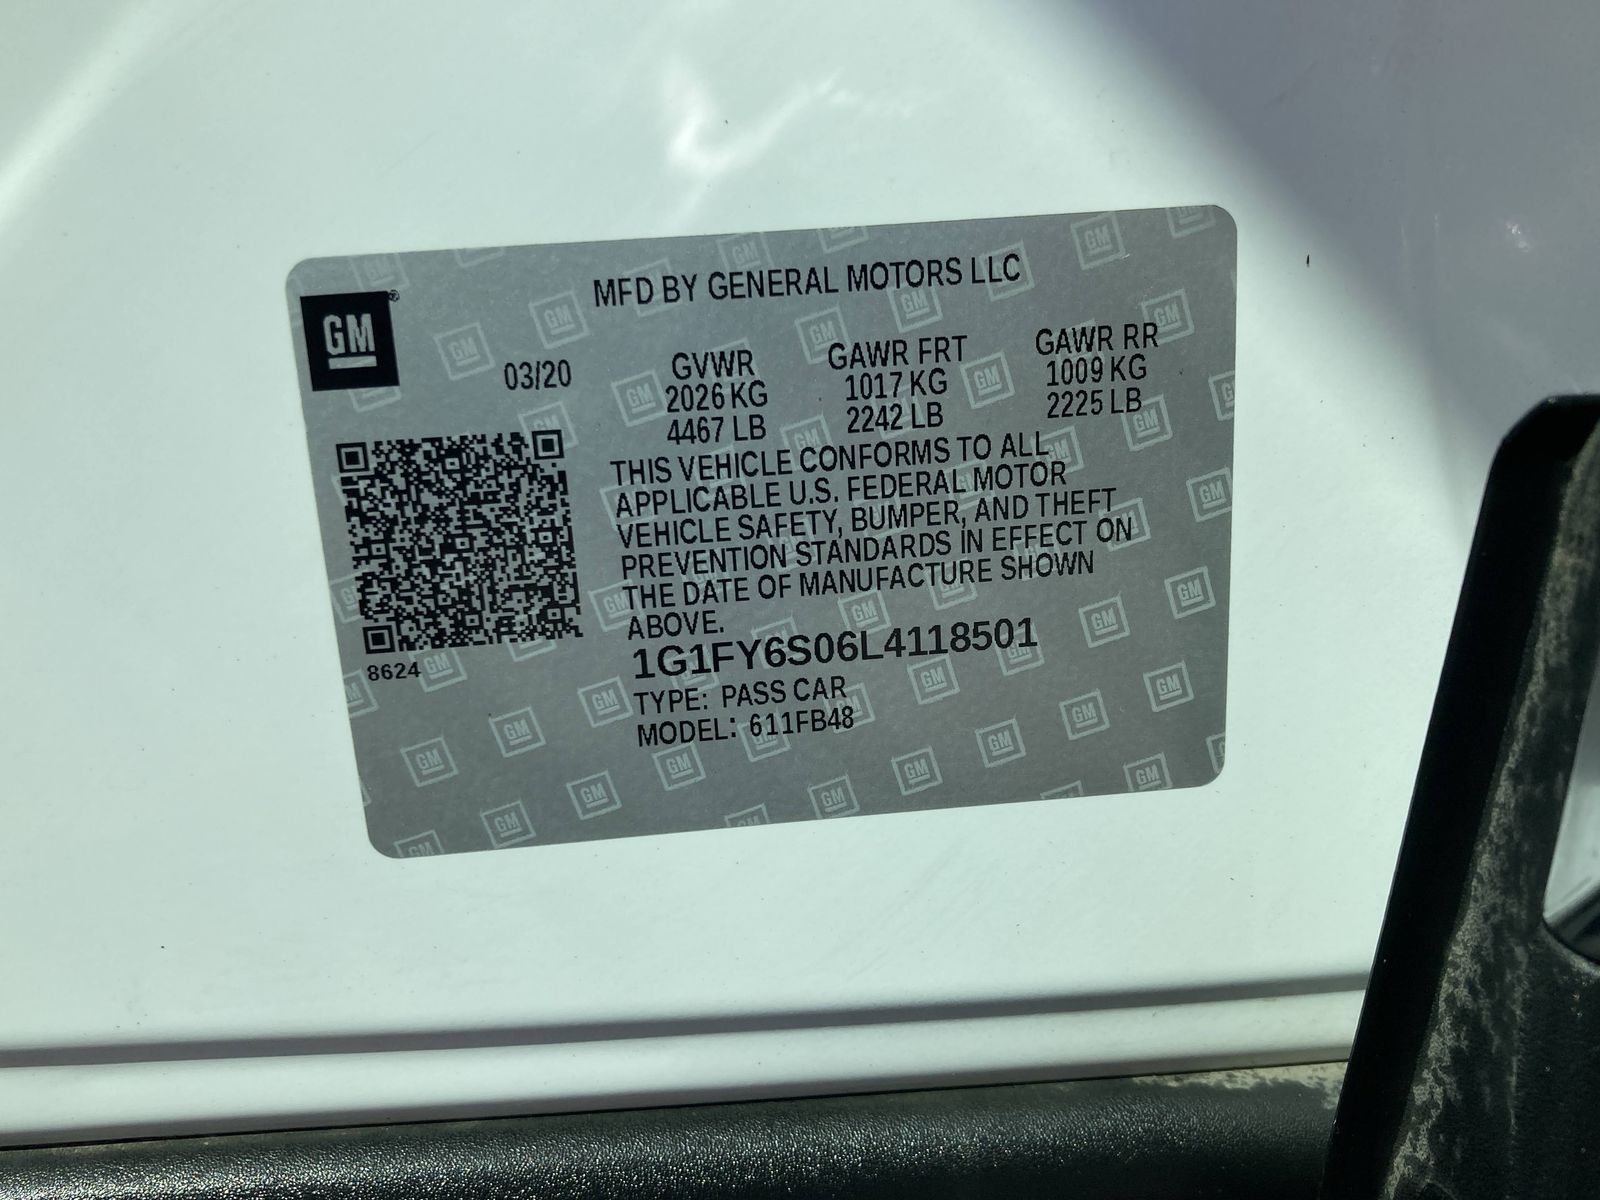 MFD BY GENERAL MOTORS LLC
GM
03/20
GVWR
2026 KG
4467 LB
GAWR FRT
1017 KG
2242 LB
GAWR RR
1009 KG
2225 LB
THIS VEHICLE CONFORMS TO ALL
APPLICABLE U.S. FEDERAL MOTOR
VEHICLE SAFETY, BUMPER, AND THEFT
PREVENTION STANDARDS IN EFFECT ON
THE DATE OF MANUFACTURE SHOWN
ABOVE.
1G1FY6S06L4118501
8624
TYPE: PASS CAR
MODEL: 611FB48